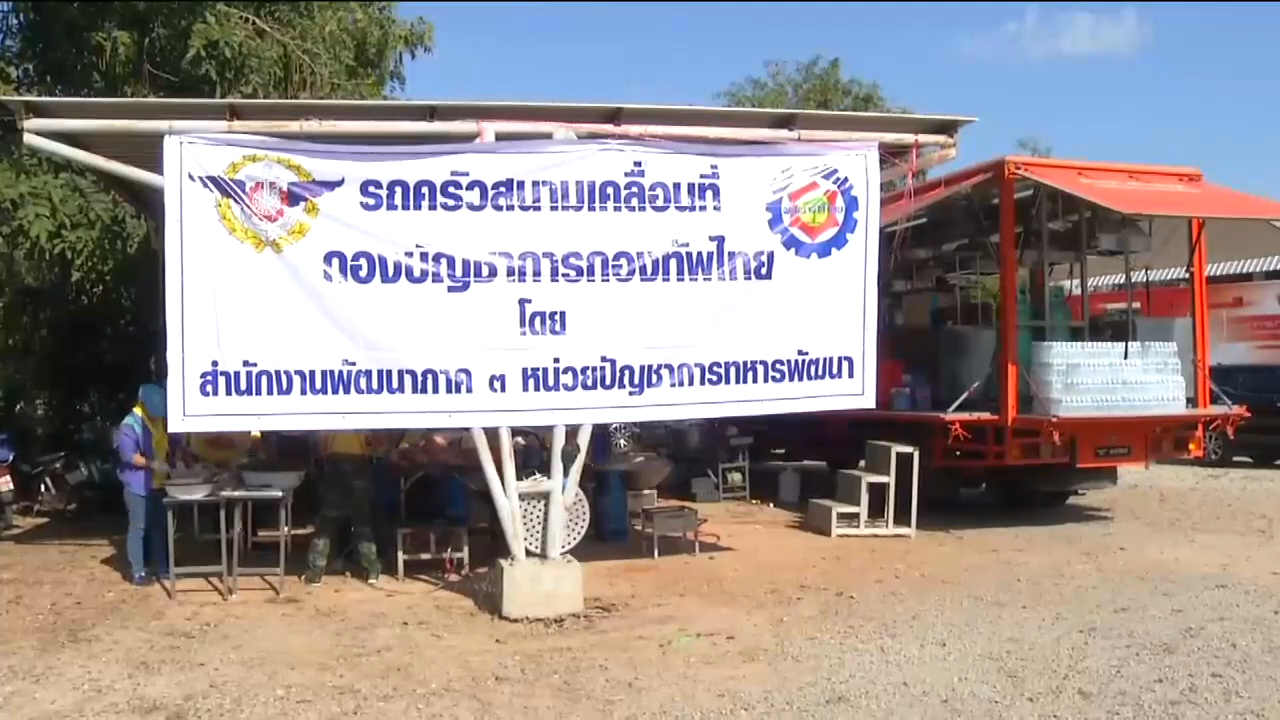 รถครัวสนามเคลื่อนที่
กองบัญชาการกองทัพไทย
โดย
สำนักงานพัฒนาภาค ๓ หน่วยบัญชาการทหารพัฒนา